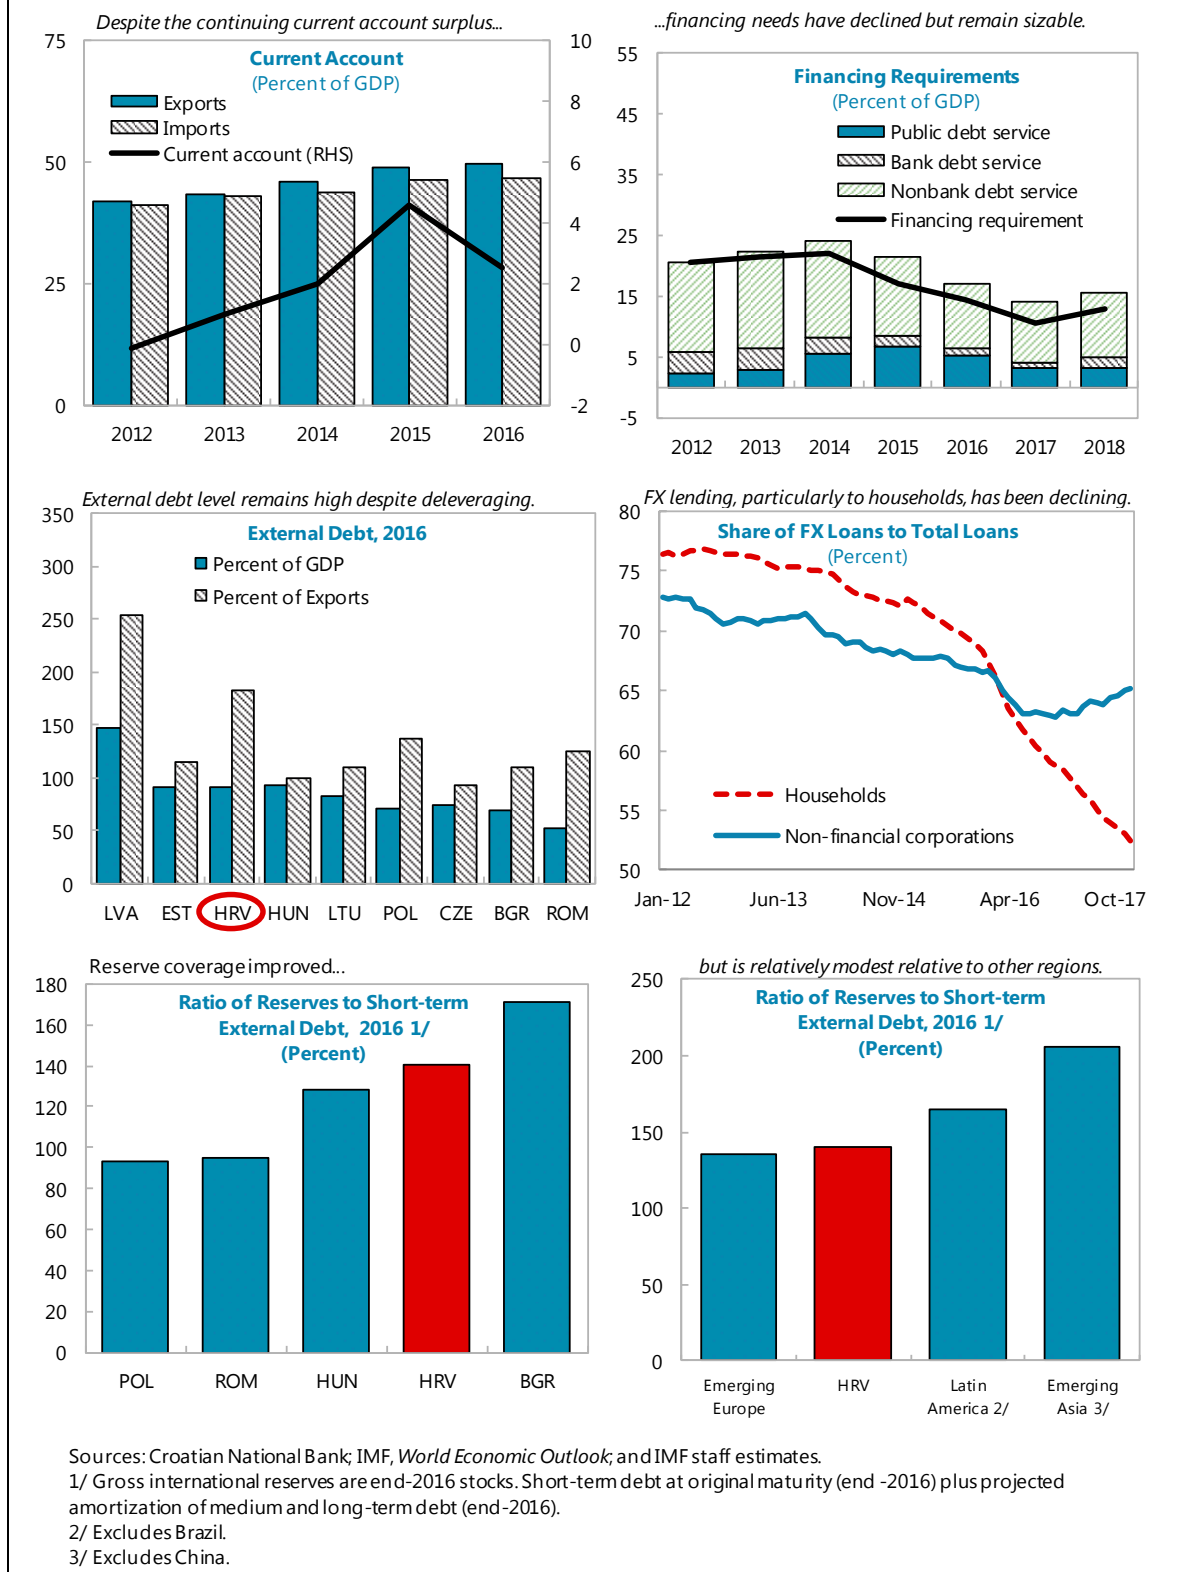 Despite the continuing current account surplus...
Current Account
(Percent of GDP)
Exports
Imports
Current account (RHS)
75
50
25
0
10
8
6
4
2
0
-2
2012 2013 2014 2015 2016
...financing needs have declined but remain sizable.
Financing Requirements
(Percent of GDP)
Public debt service
Bank debt service
Nonbank debt service
Financing requirement
55
45
35
25
15
5
-5
2012 2013 2014 2015 2016 2017 2018
External debt level remains high despite deleveraging.
External Debt, 2016
Percent of GDP
Percent of Exports
350
300
250
200
150
100
50
0
LVA EST HRV HUN LTU POL CZE BGR ROM
FX lending, particularly to households, has been declining.
Share of FX Loans to Total Loans
(Percent)
80
75
70
65
60
55
50
Households
Non-financial corporations
Jan-12 Jun-13 Nov-14 Apr-16 Oct-17
Reserve coverage improved...
Ratio of Reserves to Short-term
External Debt, 2016 1/
(Percent)
180
160
140
120
100
80
60
40
20
0
POL ROM HUN HRV BGR
but is relatively modest relative to other regions.
Ratio of Reserves to Short-term
External Debt, 2016 1/
(Percent)
250
200
150
100
50
0
Emerging Europe HRV Latin America 2/ Emerging Asia 3/
Sources: Croatian National Bank; IMF, World Economic Outlook; and IMF staff estimates.
1/ Gross international reserves are end-2016 stocks. Short-term debt at original maturity (end -2016) plus projected
amortization of medium and long-term debt (end-2016).
2/ Excludes Brazil.
3/ Excludes China.